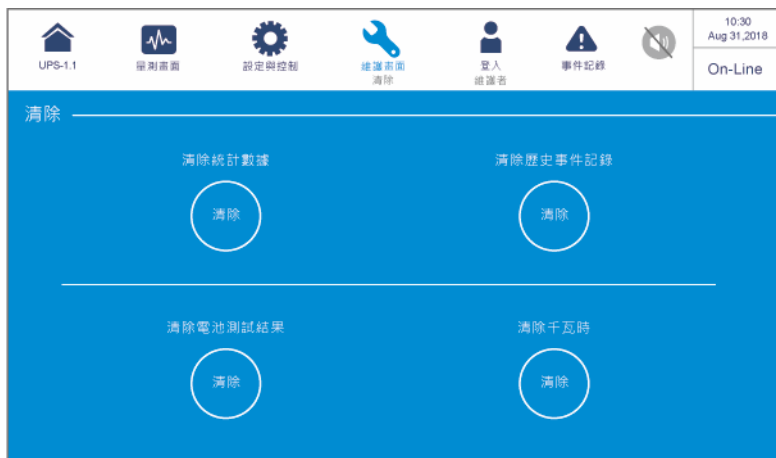 UPS-1.1
量測畫面
設定與控制
維護畫面
清除
登入
維護者
事件記錄
10:30
Aug 31,2018
On-Line
清除
清除統計數據
清除
清除歷史事件記錄
清除
清除電池測試結果
清除
清除千瓦時
清除